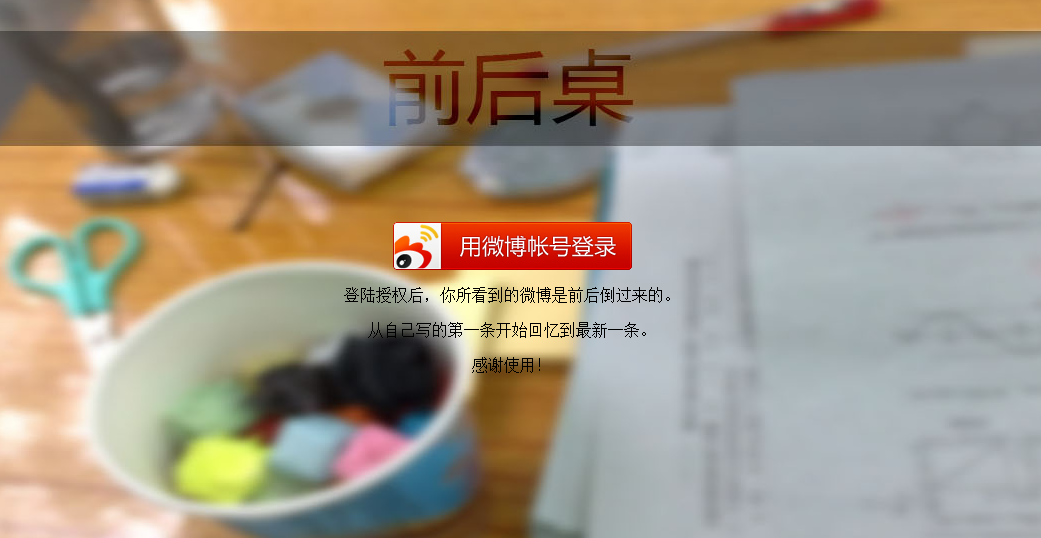 前后桌
用微博帐号登录
登陆授权后，你所看到的微博是前后倒过来的。
从自己写的第一条开始回忆到最新一条。
感谢使用！